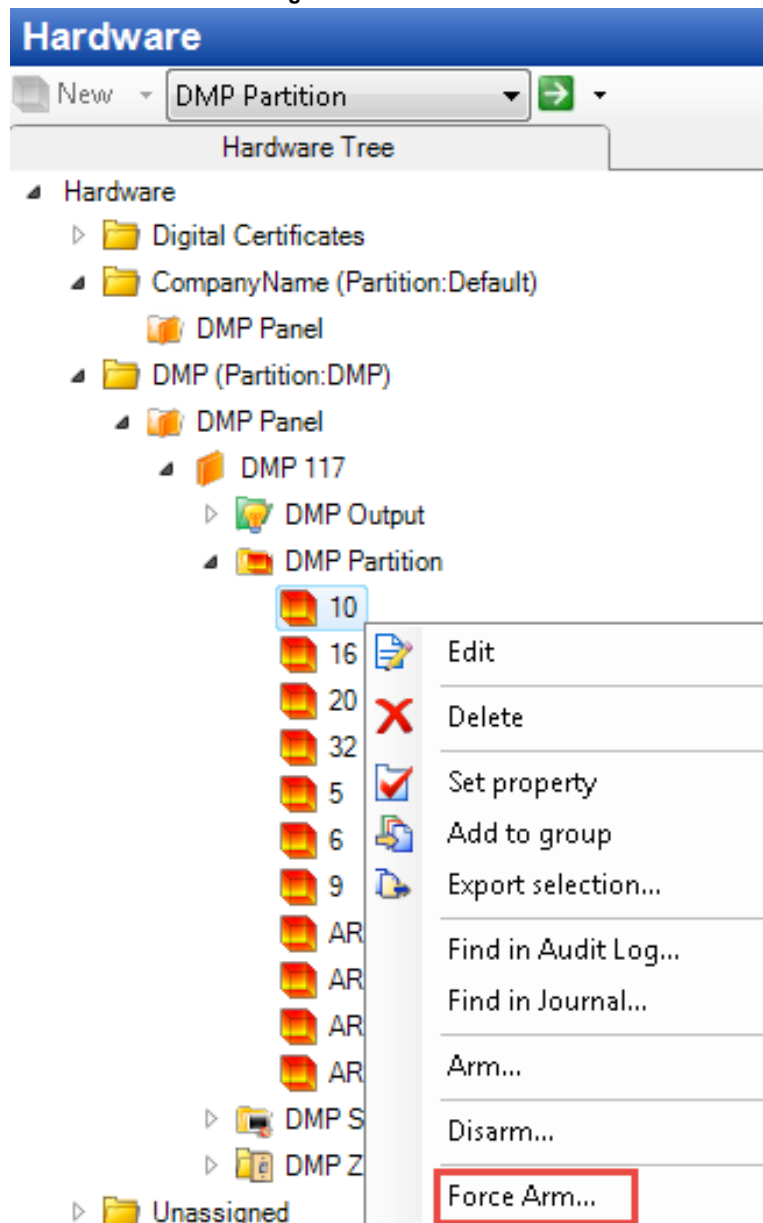 Hardware
New DMP Partition
Hardware Tree
Hardware
Digital Certificates
CompanyName (Partition:Default)
DMP Panel
DMP (Partition:DMP)
DMP Panel
DMP 117
DMP Output
DMP Partition
10
16 Edit
20 Delete
32
5 Set property
6 Add to group
9 Export selection...
AR Find in Audit Log...
AR Find in Journal...
AR
AR Arm...
DMP S Disarm...
DMP Z
Unassigned Force Arm...